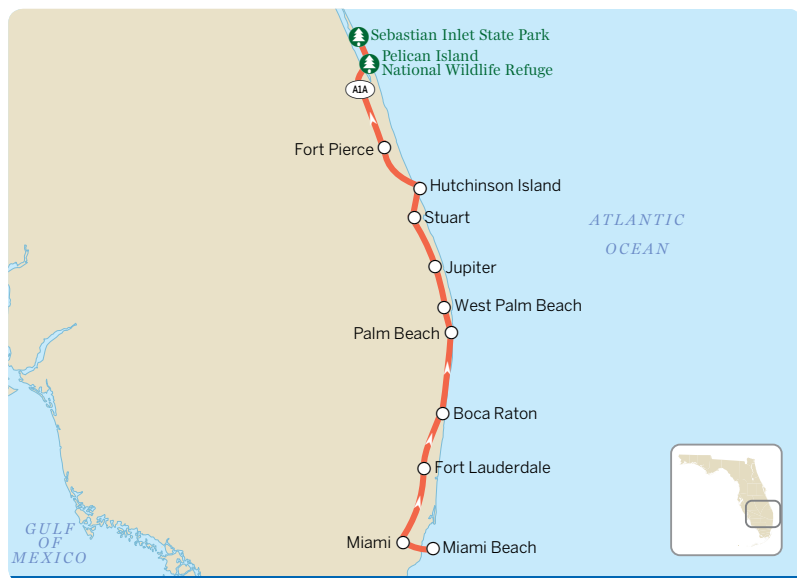 Sebastian Inlet State Park
Pelican Island
National Wildlife Refuge
A1A
Fort Pierce
Hutchinson Island
Stuart
ATLANTIC
OCEAN
Jupiter
West Palm Beach
Palm Beach
Boca Raton
Fort Lauderdale
GULF
OF
MEXICO
Miami
Miami Beach